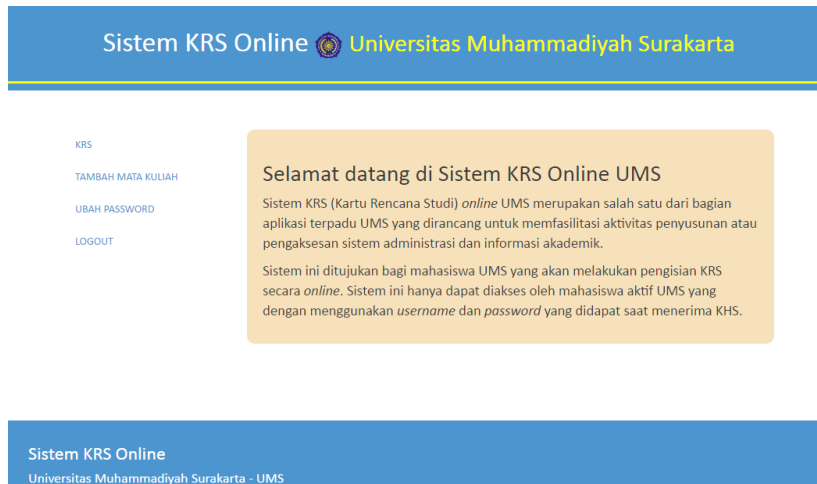 Sistem KRS Online Universitas Muhammadiyah Surakarta
KRS
TAMBAH MATA KULIAH
UBAH PASSWORD
LOGOUT
Selamat datang di Sistem KRS Online UMS
Sistem KRS (Kartu Rencana Studi) online UMS merupakan salah satu dari bagian
aplikasi terpadu UMS yang dirancang untuk memfasilitasi aktivitas penyusunan atau
pengaksesan sistem administrasi dan informasi akademik.
Sistem ini ditujukan bagi mahasiswa UMS yang akan melakukan pengisian KRS
secara online. Sistem ini hanya dapat diakses oleh mahasiswa aktif UMS yang
dengan menggunakan username dan password yang didapat saat menerima KHS.
Sistem KRS Online
Universitas Muhammadiyah Surakarta - UMS